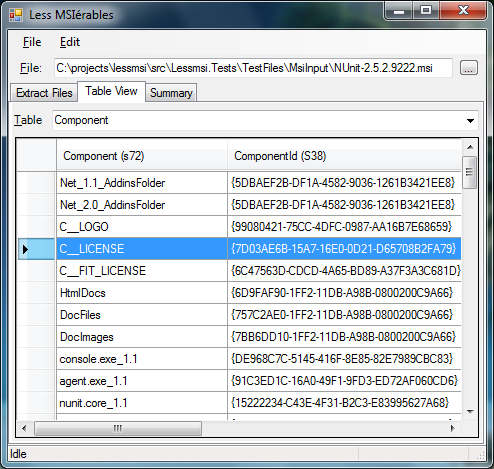 Less MSIérables
File Edit
File: C:\projects\lessmsi\src\Lessmsi.Tests\TestFiles\MsiInput\NUnit-2.5.2.9222.msi ...
Extract Files Table View Summary
Table Component
Component (s72) ComponentId (S38)
Net_1.1_AddinsFolder {5DBAEF2B-DF1A-4582-9036-1261B3421EE8}
Net_2.0_AddinsFolder {5DBAEF2B-DF1A-4582-9036-1261B3421EE8}
C__LOGO {99080421-75CC-4DFC-0987-AA16B7E68659}
C__LICENSE {7D03AE6B-15A7-16E0-0D21-D65708B2FA79}
C__FIT_LICENSE {6C47563D-CDCD-4A65-BD89-A37F3A3C681D}
HtmlDocs {6D9FAF90-1FF2-11DB-A98B-0800200C9A66}
DocFiles {757C2AE0-1FF2-11DB-A98B-0800200C9A66}
DocImages {7BB6DD10-1FF2-11DB-A98B-0800200C9A66}
console.exe_1.1 {DE968C7C-5145-416F-8E85-82E7989CBC83}
agent.exe_1.1 {91C3ED1C-16A0-49F1-9FD3-ED72AF060CD6}
nunit.core_1.1 {15222234-C43E-4F31-B2C3-E83995627A68}
Idle